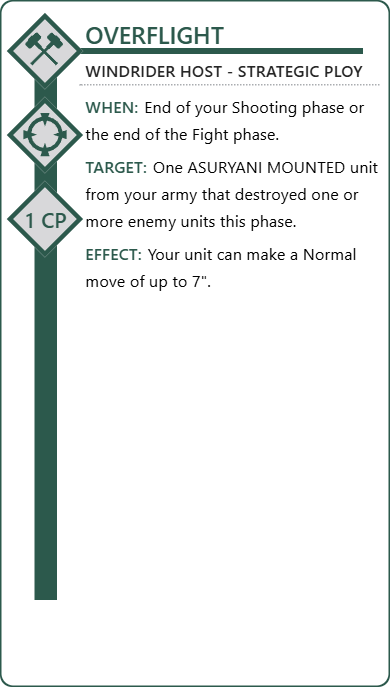 OVERFLIGHT
WINDRIDER HOST - STRATEGIC PLOY
WHEN: End of your Shooting phase or
the end of the Fight phase.
TARGET: One ASURYANI MOUNTED unit
from your army that destroyed one or
more enemy units this phase.
1 CP
EFFECT: Your unit can make a Normal
move of up to 7".